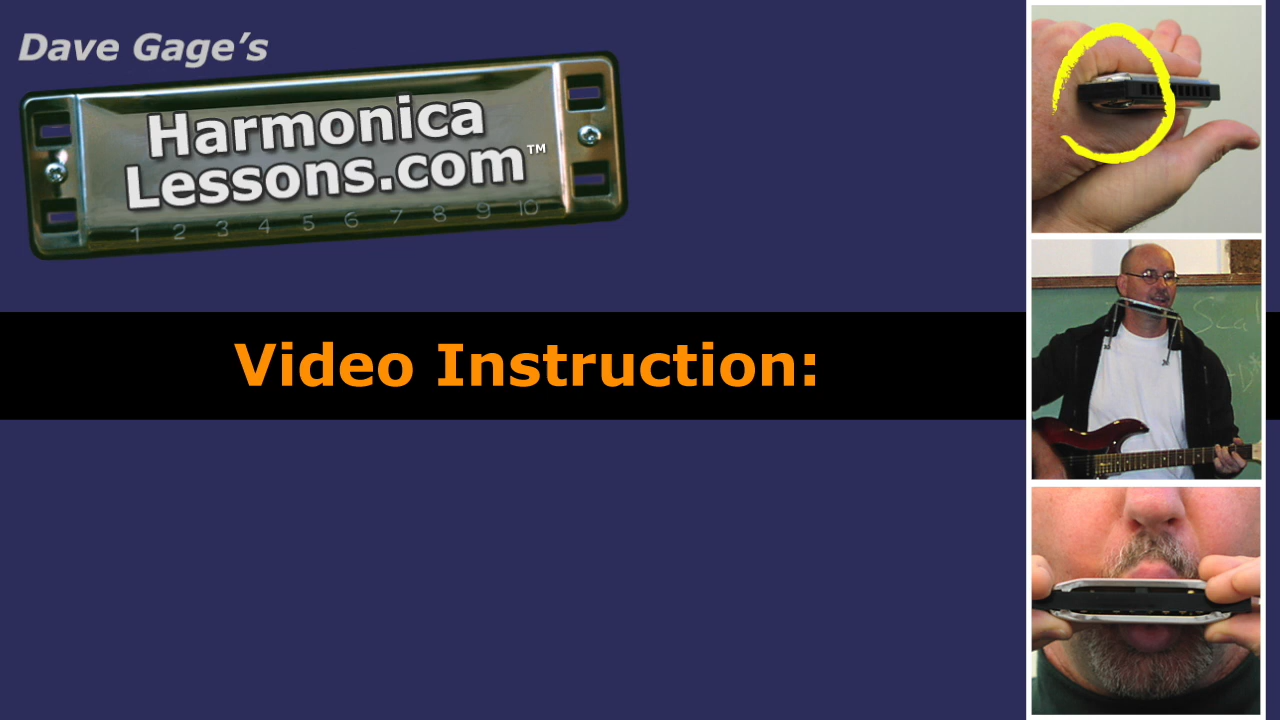 Dave Gage's
Harmonica
Lessons.com™
1 2 3 4 5 6 7 8 9 10
Video Instruction: